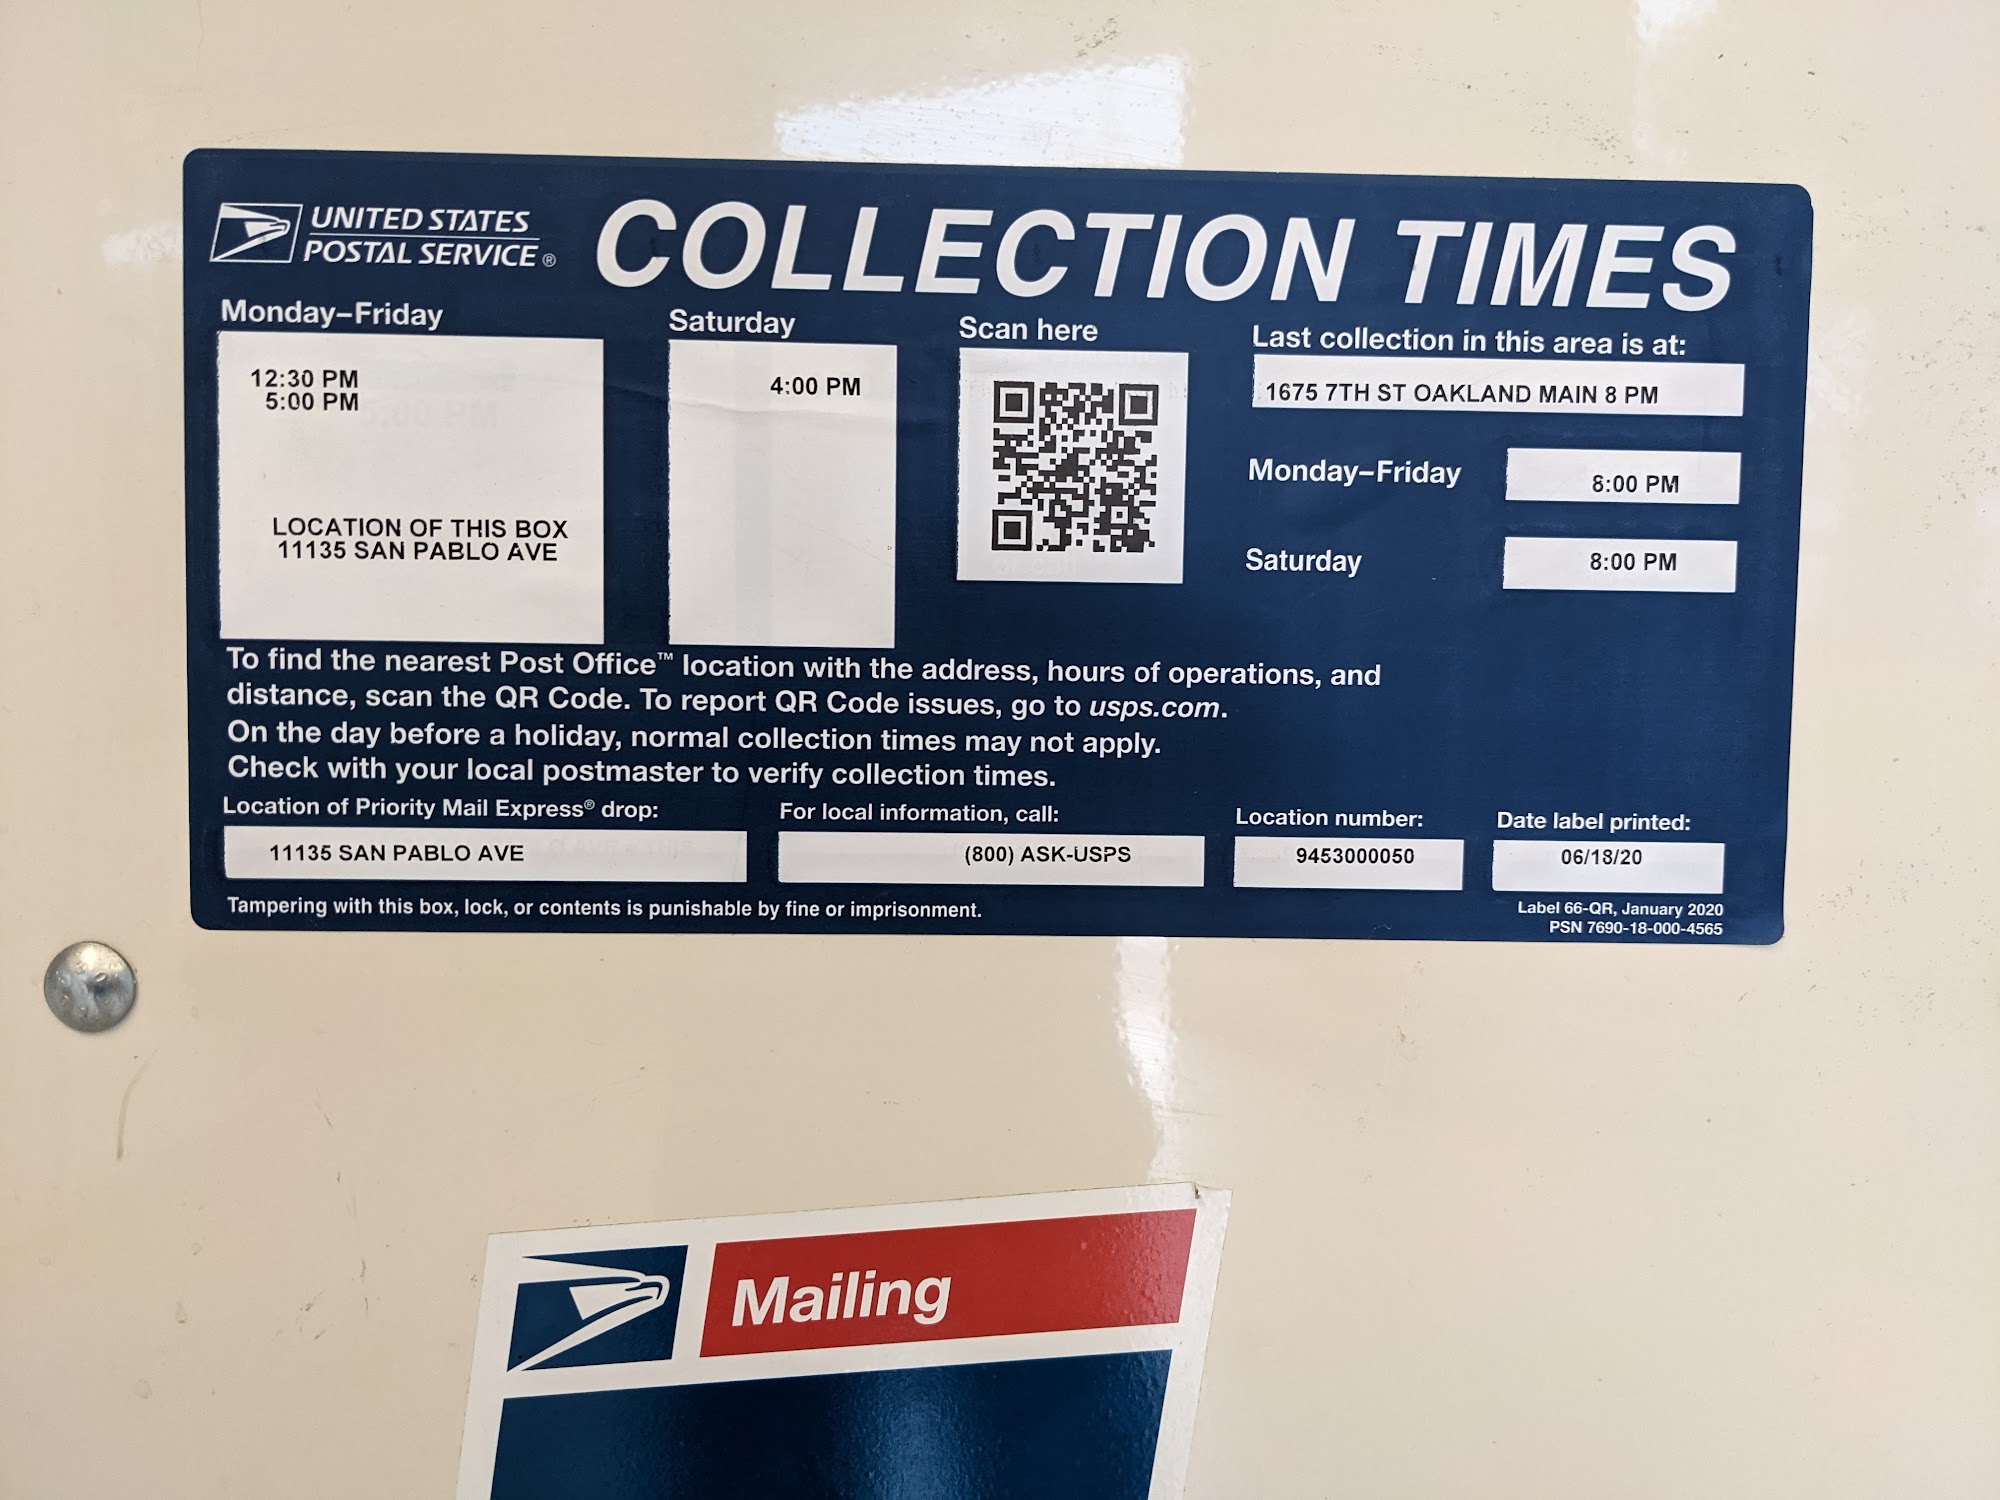 UNITED STATES
POSTAL SERVICE®
COLLECTION TIMES
Monday–Friday
12:30 PM
5:00 PM
LOCATION OF THIS BOX
11135 SAN PABLO AVE
Saturday
4:00 PM
Scan here
Last collection in this area is at:
1675 7TH ST OAKLAND MAIN 8 PM
Monday–Friday
8:00 PM
Saturday
8:00 PM
To find the nearest Post Office™ location with the address, hours of operations, and
distance, scan the QR Code. To report QR Code issues, go to usps.com.
On the day before a holiday, normal collection times may not apply.
Check with your local postmaster to verify collection times.
Location of Priority Mail Express® drop:
11135 SAN PABLO AVE
For local information, call:
(800) ASK-USPS
Location number:
9453000050
Date label printed:
06/18/20
Tampering with this box, lock, or contents is punishable by fine or imprisonment.
Label 66-QR, January 2020
PSN 7690-18-000-4565
Mailing